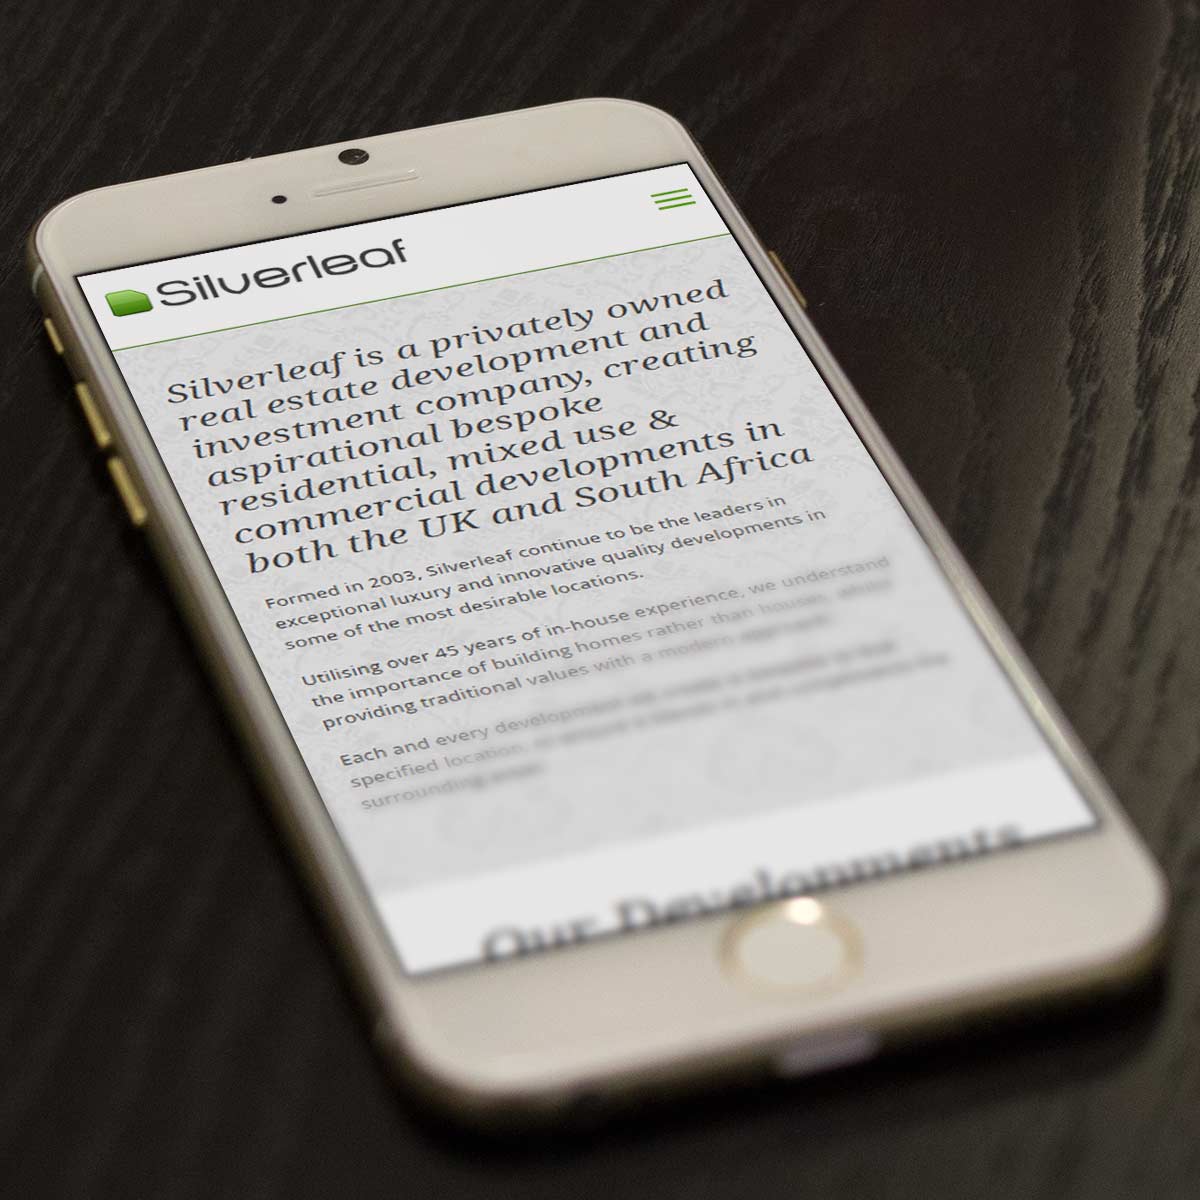 Silverleaf
Silverleaf is a privately owned
real estate development and
investment company, creating
aspirational bespoke
residential, mixed use &
commercial developments in
both the UK and South Africa
Formed in 2003, Silverleaf continue to be the leaders in
exceptional luxury and innovative quality developments in
some of the most desirable locations.
Utilising over 45 years of in-house experience, we understand
the importance of building homes rather than houses, whilst
providing traditional values with a modern approach.
Each and every development we create is
specified location,
surrounding areas.
Our Developments